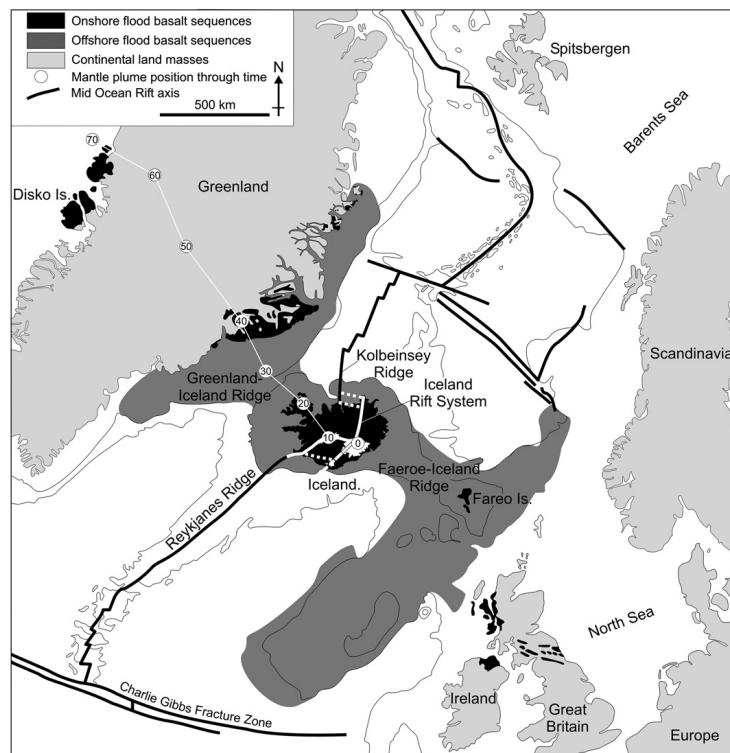 Onshore flood basalt sequences
Offshore flood basalt sequences
Continental land masses
Mantle plume position through time
Mid Ocean Rift axis
N
500 km
Spitsbergen
Barents Sea
70
60
Disko Is.
Greenland
50
40
Scandinavia
Kolbeinsey
Ridge
30
Greenland-
Iceland Ridge
Iceland
Rift System
20
10
0
Faeroe-Iceland
Ridge
Iceland.
Fareo Is.
Reykjanes Ridge
North Sea
Charlie Gibbs Fracture Zone
Ireland
Great
Britain
Europe